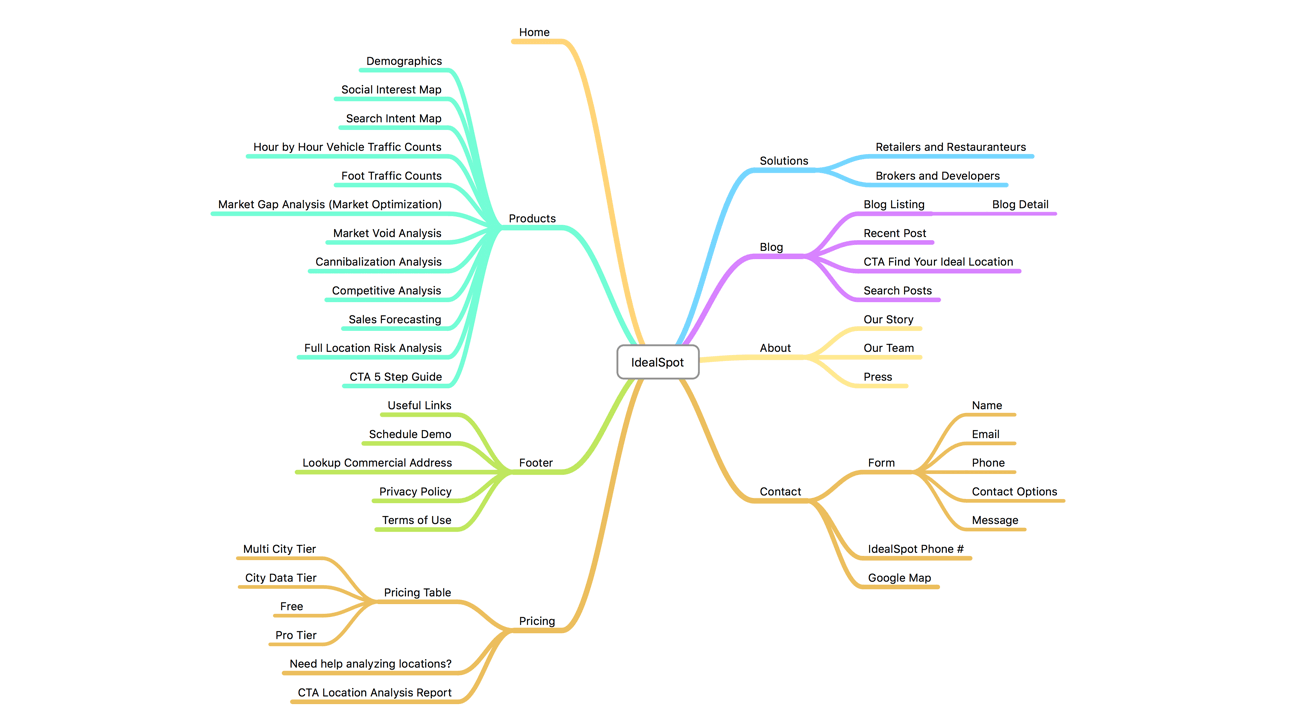 Home
Demographics
Social Interest Map
Search Intent Map
Hour by Hour Vehicle Traffic Counts
Foot Traffic Counts
Market Gap Analysis (Market Optimization)
Market Void Analysis
Cannibalization Analysis
Competitive Analysis
Sales Forecasting
Full Location Risk Analysis
CTA 5 Step Guide
Products
Useful Links
Schedule Demo
Lookup Commercial Address
Privacy Policy
Terms of Use
Footer
Multi City Tier
City Data Tier
Free
Pro Tier
Pricing Table
Need help analyzing locations?
CTA Location Analysis Report
Pricing
IdealSpot
Solutions
Retailers and Restauranteurs
Brokers and Developers
Blog
Blog Listing
Blog Detail
Recent Post
CTA Find Your Ideal Location
Search Posts
About
Our Story
Our Team
Press
Contact
Form
Name
Email
Phone
Contact Options
Message
IdealSpot Phone #
Google Map